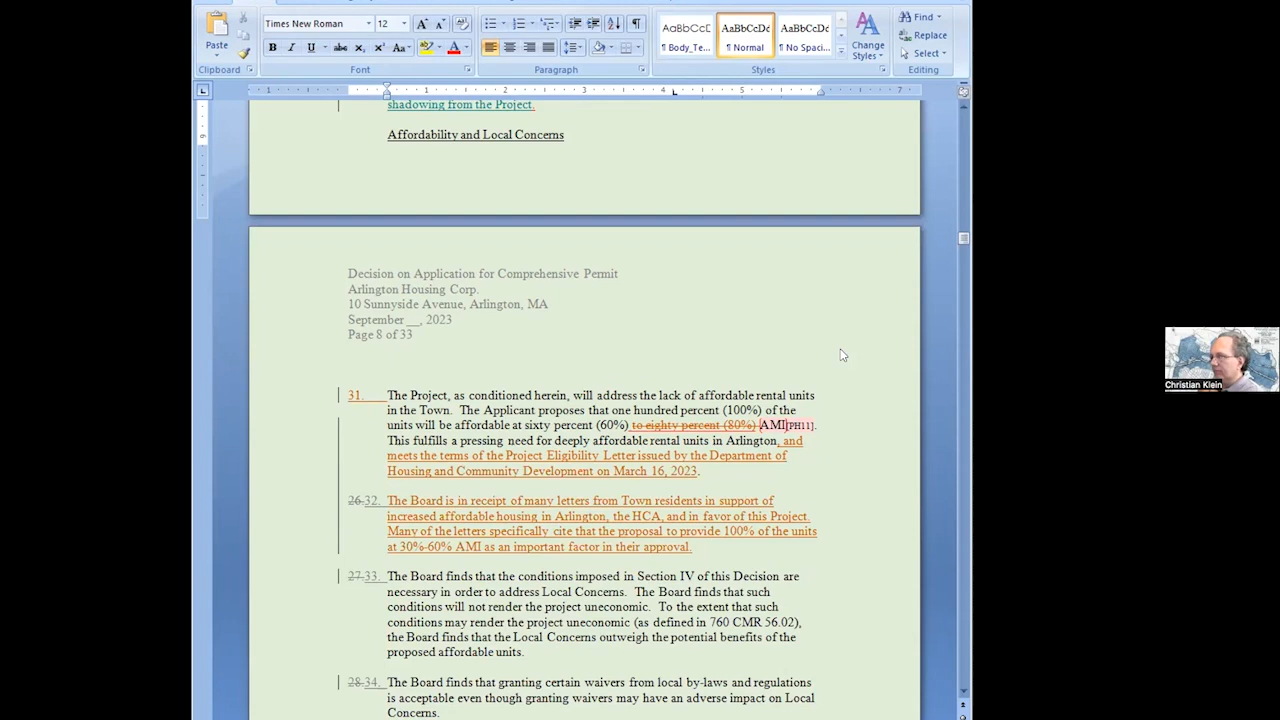 Times New Roman 12
Paste
B I U abc x₂ x² Aa
AaBbCcDc AaBbCcDc AaBbCcDc
¶ Body_Te... ¶ Normal ¶ No Spaci...
Change
Styles
Find
Replace
Select
Clipboard Font Paragraph Styles Editing
1 1 2 3 4 5 7
shadowing from the Project.
Affordability and Local Concerns
Decision on Application for Comprehensive Permit
Arlington Housing Corp.
10 Sunnyside Avenue, Arlington, MA
September __, 2023
Page 8 of 33
31. The Project, as conditioned herein, will address the lack of affordable rental units
in the Town. The Applicant proposes that one hundred percent (100%) of the
units will be affordable at sixty percent (60%) to eighty percent (80%) AMI[PH11].
This fulfills a pressing need for deeply affordable rental units in Arlington, and
meets the terms of the Project Eligibility Letter issued by the Department of
Housing and Community Development on March 16, 2023.
26.32. The Board is in receipt of many letters from Town residents in support of
increased affordable housing in Arlington, the HCA, and in favor of this Project.
Many of the letters specifically cite that the proposal to provide 100% of the units
at 30%-60% AMI as an important factor in their approval.
27.33. The Board finds that the conditions imposed in Section IV of this Decision are
necessary in order to address Local Concerns. The Board finds that such
conditions will not render the project uneconomic. To the extent that such
conditions may render the project uneconomic (as defined in 760 CMR 56.02),
the Board finds that the Local Concerns outweigh the potential benefits of the
proposed affordable units.
28.34. The Board finds that granting certain waivers from local by-laws and regulations
is acceptable even though granting waivers may have an adverse impact on Local
Concerns.
Christian Klein